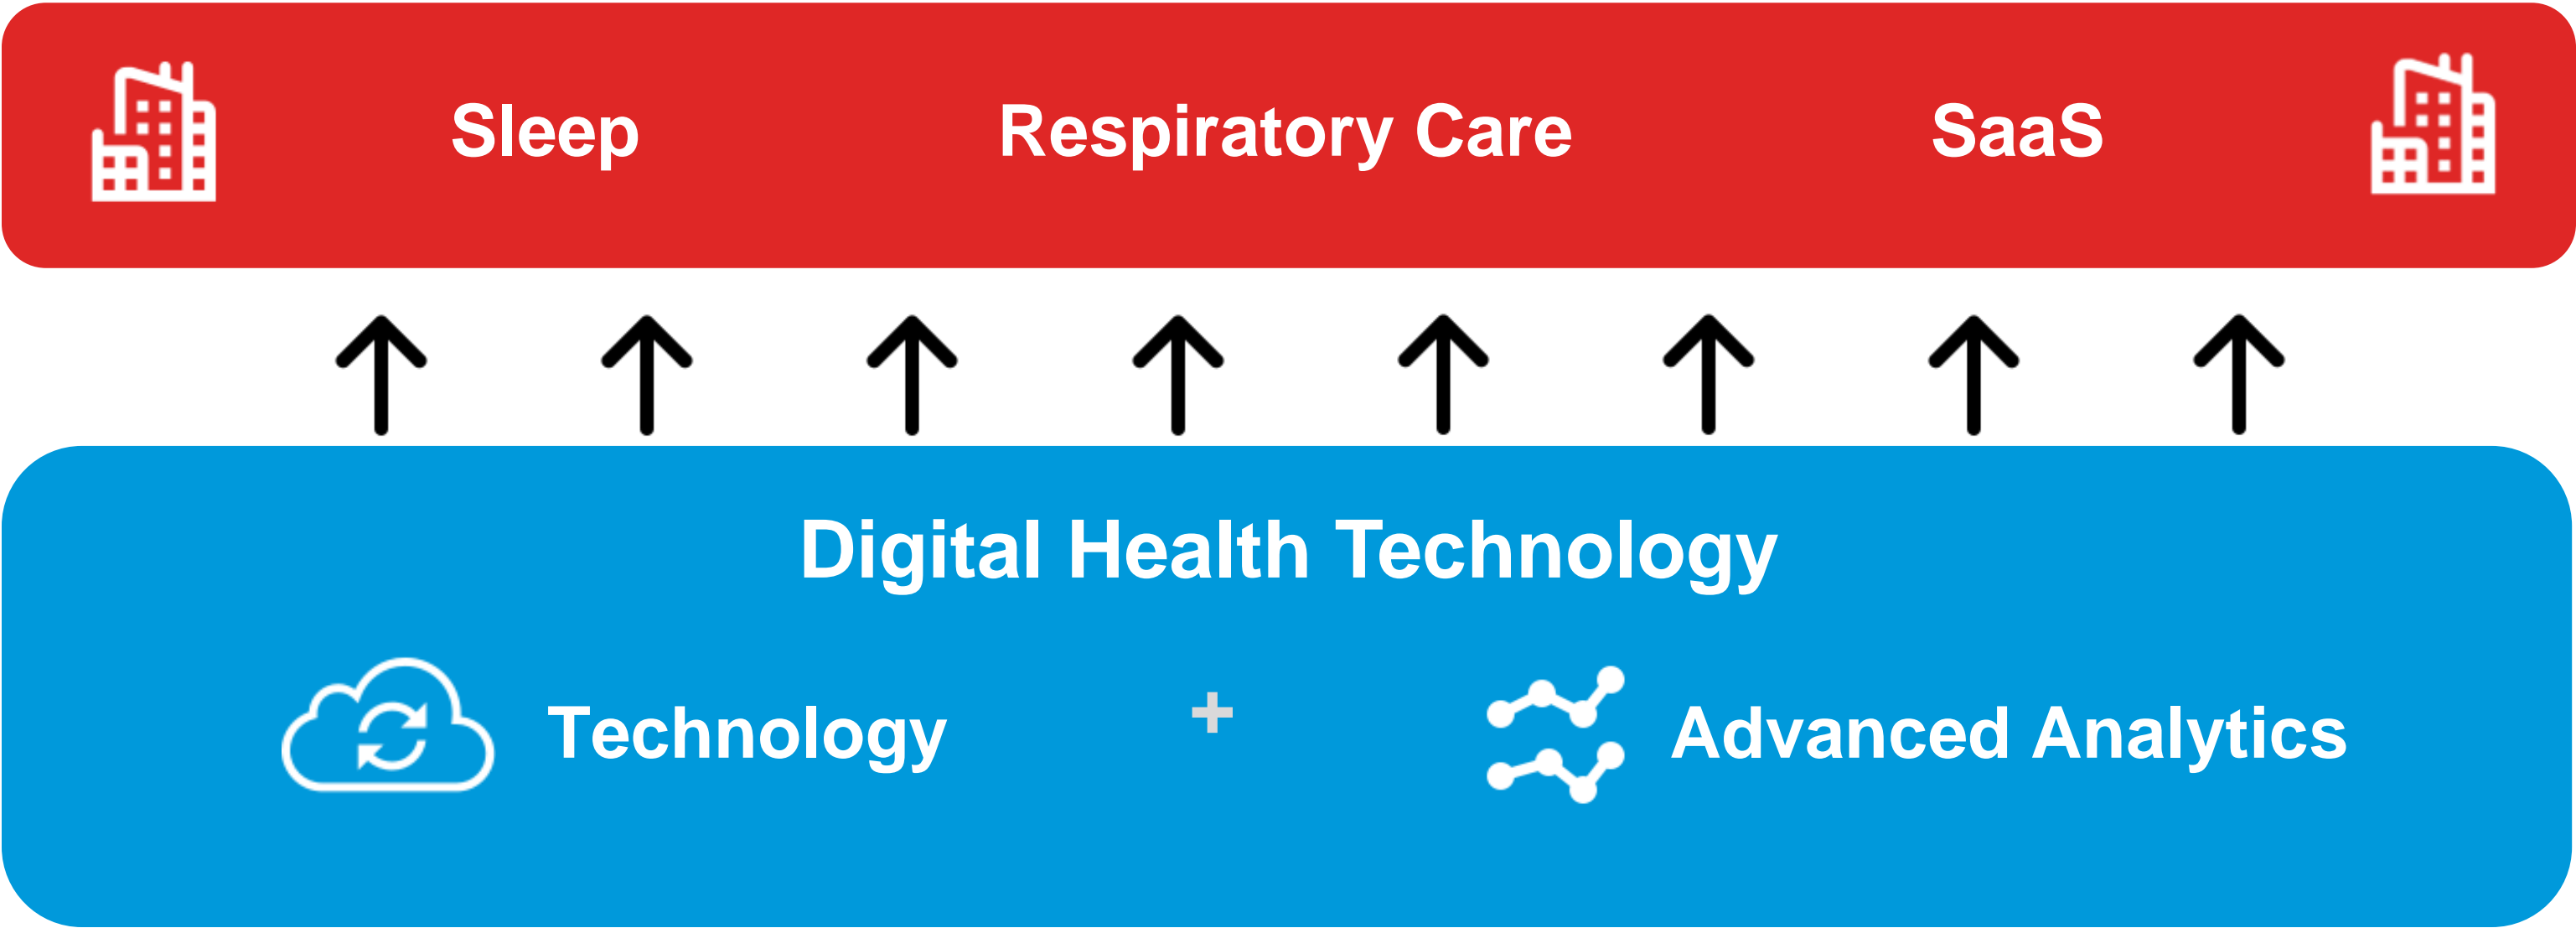 Sleep Respiratory Care SaaS
Digital Health Technology
Technology + Advanced Analytics